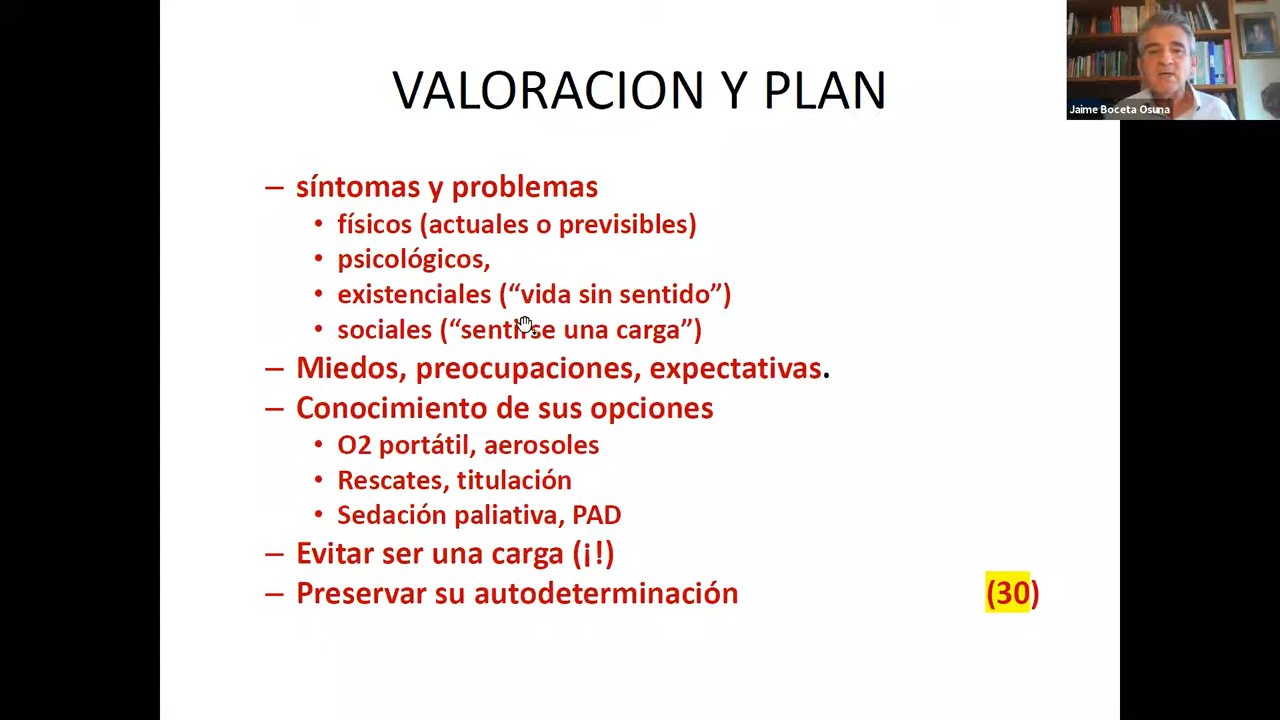 VALORACION Y PLAN
Jaime Boceta Osuna
– síntomas y problemas
• físicos (actuales o previsibles)
• psicológicos,
• existenciales (“vida sin sentido”)
• sociales (“sentirse una carga”)
– Miedos, preocupaciones, expectativas.
– Conocimiento de sus opciones
• O2 portátil, aerosoles
• Rescates, titulación
• Sedación paliativa, PAD
– Evitar ser una carga (¡!)
– Preservar su autodeterminación (30)